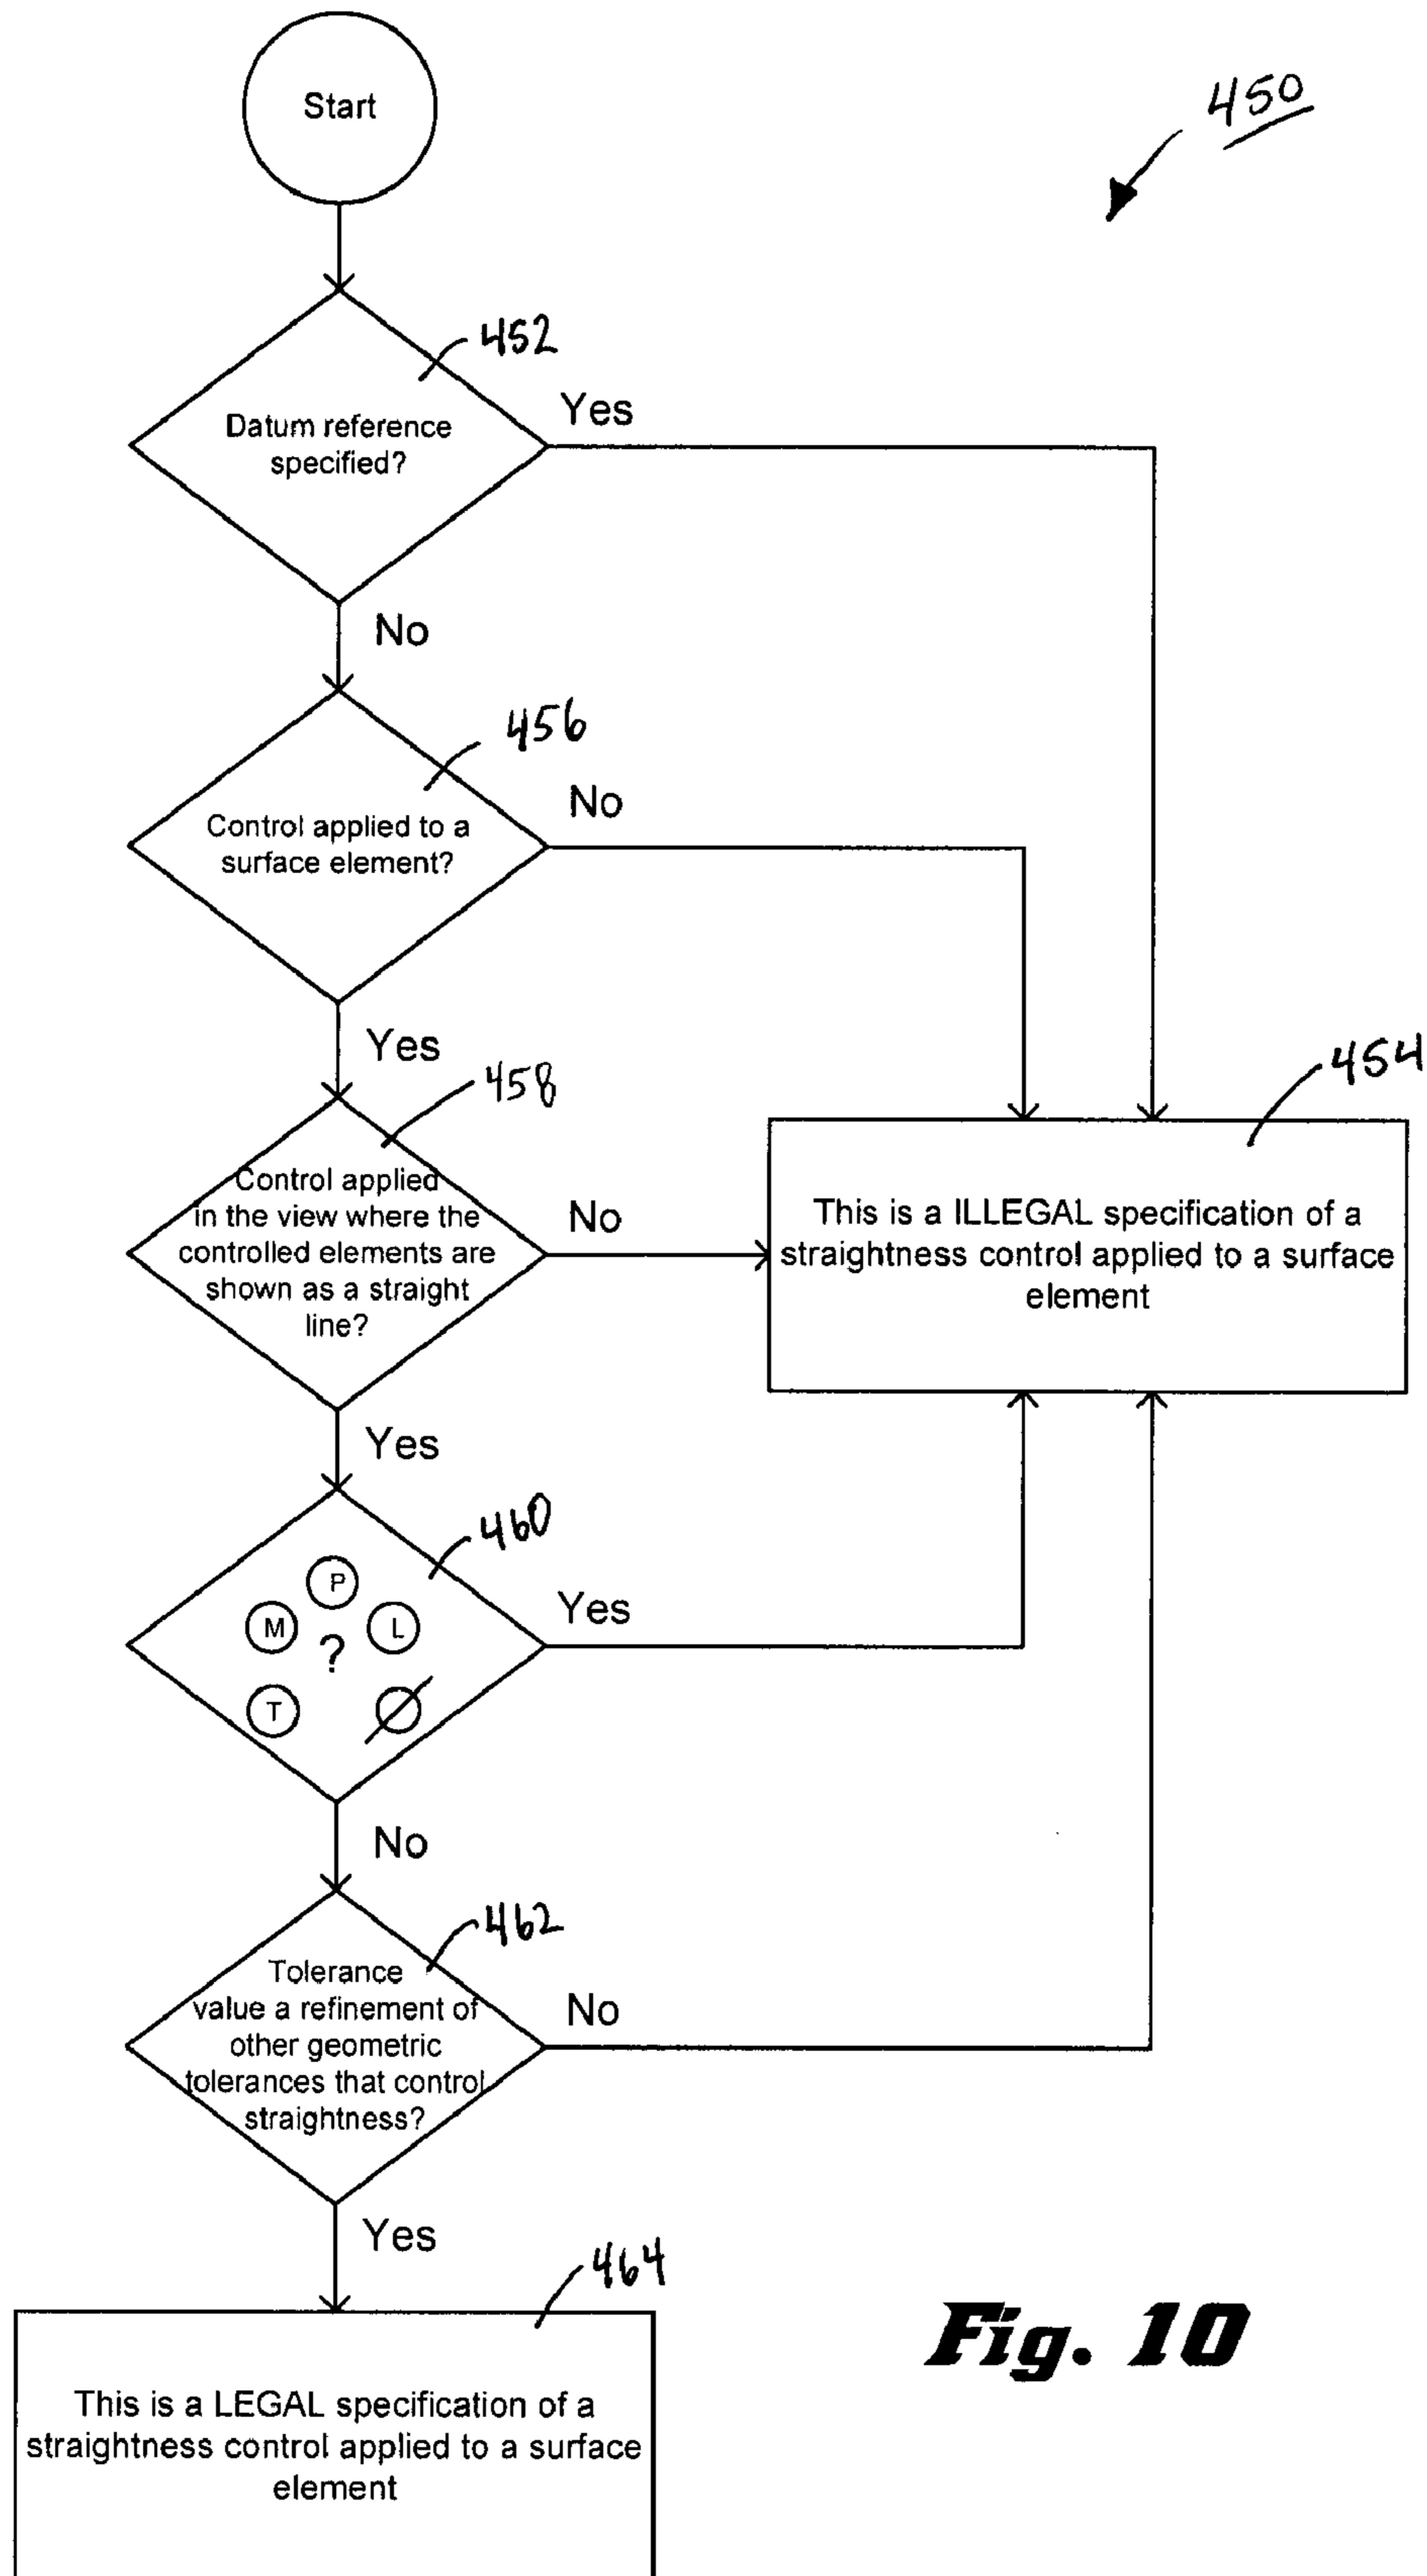 Start
450
452
Datum reference
specified?
Yes
No
456
Control applied to a
surface element?
No
Yes
458
Control applied
in the view where the
controlled elements are
shown as a straight
line?
No
454
This is a ILLEGAL specification of a
straightness control applied to a surface
element
Yes
460
P
M
L
?
T
Ø
Yes
No
462
Tolerance
value a refinement of
other geometric
tolerances that control
straightness?
No
Yes
464
This is a LEGAL specification of a
straightness control applied to a surface
element
Fig. 10